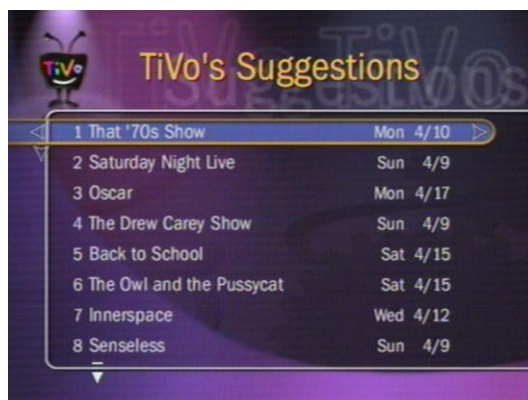 TiVo
TiVo's Suggestions
1 That '70s Show Mon 4/10
2 Saturday Night Live Sun 4/9
3 Oscar Mon 4/17
4 The Drew Carey Show Sun 4/9
5 Back to School Sat 4/15
6 The Owl and the Pussycat Sat 4/15
7 Innerspace Wed 4/12
8 Senseless Sun 4/9